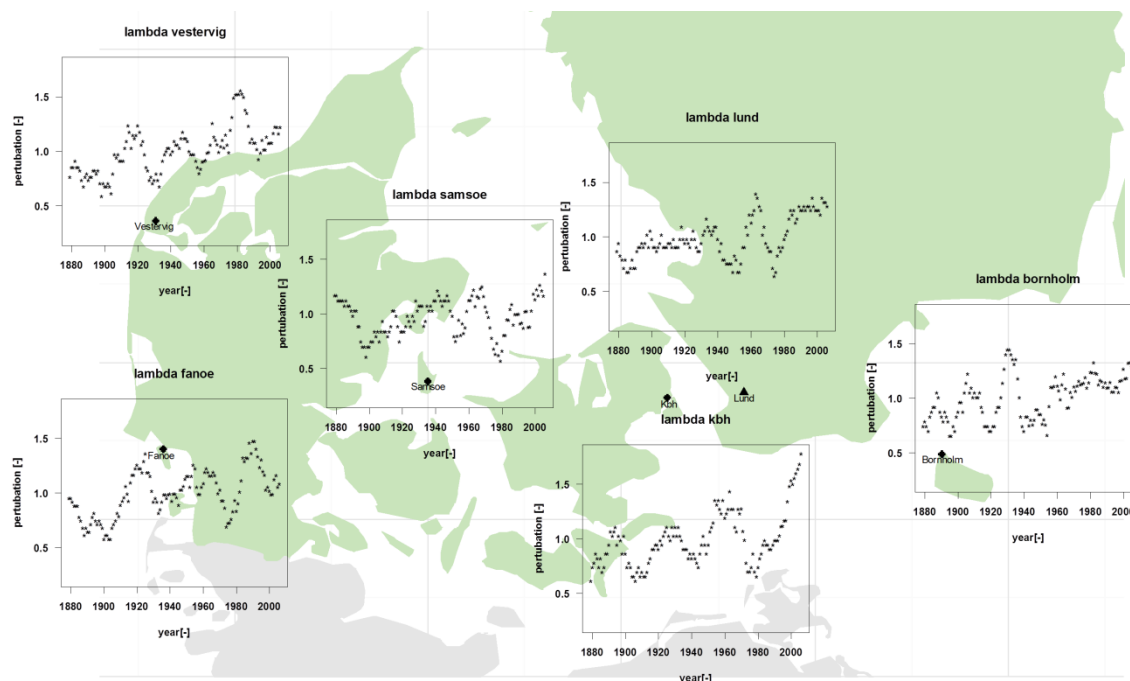 lambda vestervig
pertubation [-]
1.5
1.0
0.5
Vestervig
1880 1900 1920 1940 1960 1980 2000
year[-]
lambda samsoe
pertubation [-]
1.5
1.0
0.5
Samsoe
1880 1900 1920 1940 1960 1980 2000
year[-]
lambda lund
pertubation [-]
1.5
1.0
0.5
1880 1900 1920 1940 1960 1980 2000
year[-]
Kbh
Lund
lambda bornholm
pertubation [-]
1.5
1.0
0.5
Bornholm
1880 1900 1920 1940 1960 1980 2000
year[-]
lambda fanoe
pertubation [-]
1.5
1.0
0.5
Fanoe
1880 1900 1920 1940 1960 1980 2000
year[-]
lambda kbh
pertubation [-]
1.5
1.0
0.5
1880 1900 1920 1940 1960 1980 2000
year[-]